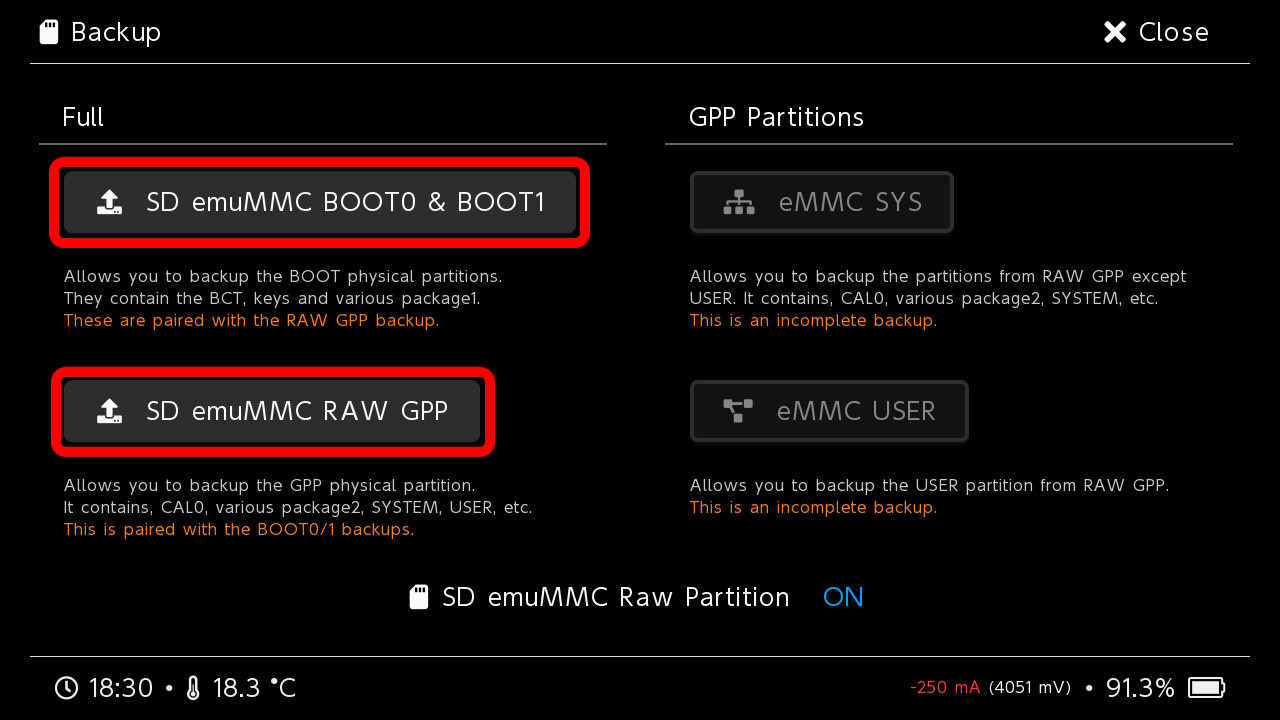 Backup
Close
Full
SD emuMMC BOOT0 & BOOT1
Allows you to backup the BOOT physical partitions.
They contain the BCT, keys and various package1.
These are paired with the RAW GPP backup.
SD emuMMC RAW GPP
Allows you to backup the GPP physical partition.
It contains, CAL0, various package2, SYSTEM, USER, etc.
This is paired with the BOOT0/1 backups.
GPP Partitions
eMMC SYS
Allows you to backup the partitions from RAW GPP except
USER. It contains, CAL0, various package2, SYSTEM, etc.
This is an incomplete backup.
eMMC USER
Allows you to backup the USER partition from RAW GPP.
This is an incomplete backup.
SD emuMMC Raw Partition ON
18:30 • 18.3 °C
-250 mA (4051 mV) • 91.3%